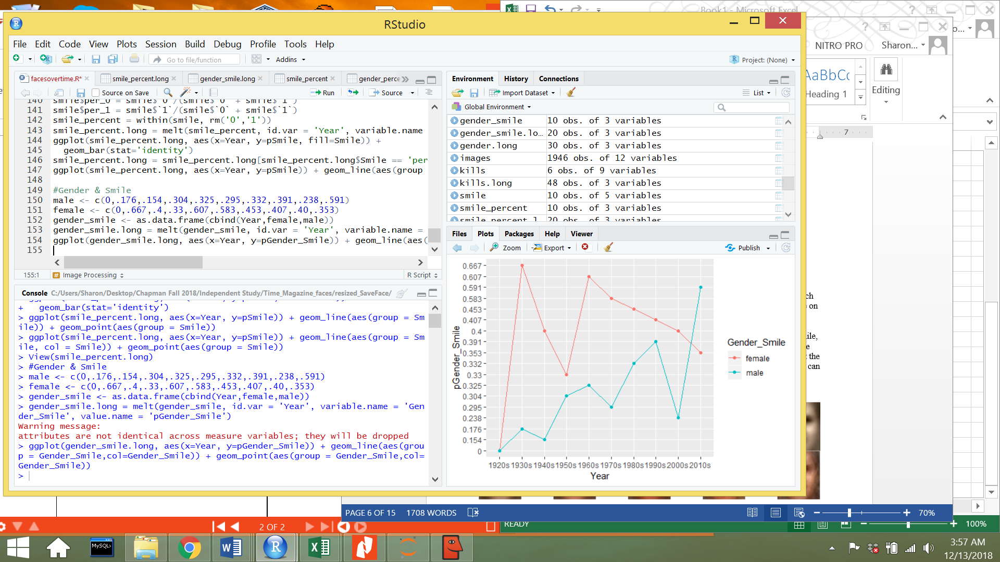 Book1 - Microsoft Excel
RStudio
NITRO PRO
Sharon...
File Edit Code View Plots Session Build Debug Profile Tools Help
Go to file/function
Addins
Project: (None)
facesovertime.R*
smile_percent.long
gender_smile.long
smile_percent
gender_perce
Source on Save
Run
Source
140 smile$per_0 = smile$`0`/(smile$`0` + smile$`1`)
141 smile$per_1 = smile$`1`/(smile$`0` + smile$`1`)
142 smile_percent = within(smile, rm('0','1'))
143 smile_percent.long = melt(smile_percent, id.var = 'Year', variable.name
144 ggplot(smile_percent.long, aes(x=Year, y=pSmile, fill=Smile)) +
145 geom_bar(stat='identity')
146 smile_percent.long = smile_percent.long[smile_percent.long$Smile == 'per
147 ggplot(smile_percent.long, aes(x=Year, y=pSmile)) + geom_line(aes(group
148
149 #Gender & Smile
150 male <- c(0,.176,.154,.304,.325,.295,.332,.391,.238,.591)
151 female <- c(0,.667,.4,.33,.607,.583,.453,.407,.40,.353)
152 gender_smile <- as.data.frame(cbind(Year,female,male))
153 gender_smile.long = melt(gender_smile, id.var = 'Year', variable.name =
154 ggplot(gender_smile.long, aes(x=Year, y=pGender_Smile)) + geom_line(aes(
155
155:1
Image Processing
R Script
Console C:/Users/Sharon/Desktop/Chapman Fall 2018/Independent Study/Time_Magazine_faces/resized_SaveFace/
+ geom_bar(stat='identity')
> ggplot(smile_percent.long, aes(x=Year, y=pSmile)) + geom_line(aes(group = Sm
ile)) + geom_point(aes(group = Smile))
> ggplot(smile_percent.long, aes(x=Year, y=pSmile)) + geom_line(aes(group = Sm
ile, col = Smile)) + geom_point(aes(group = Smile))
> View(smile_percent.long)
> #Gender & Smile
> male <- c(0,.176,.154,.304,.325,.295,.332,.391,.238,.591)
> female <- c(0,.667,.4,.33,.607,.583,.453,.407,.40,.353)
> gender_smile <- as.data.frame(cbind(Year,female,male))
> gender_smile.long = melt(gender_smile, id.var = 'Year', variable.name = 'Gen
der_Smile', value.name = 'pGender_Smile')
Warning message:
attributes are not identical across measure variables; they will be dropped
> ggplot(gender_smile.long, aes(x=Year, y=pGender_Smile)) + geom_line(aes(grou
p = Gender_Smile,col=Gender_Smile)) + geom_point(aes(group = Gender_Smile,col=
Gender_Smile))
>
Environment History Connections
Import Dataset
List
Global Environment
gender_smile 10 obs. of 3 variables
gender_smile.lo... 20 obs. of 3 variables
gender.long 30 obs. of 3 variables
images 1946 obs. of 12 variables
kills 6 obs. of 9 variables
kills.long 48 obs. of 3 variables
smile 10 obs. of 5 variables
smile_percent 10 obs. of 3 variables
smile_percent.l 20 obs. of 3 variables
Files Plots Packages Help Viewer
Zoom
Export
Publish
0.667
0.607
0.591
0.583
0.453
0.407
0.4
0.391
0.353
0.332
0.33
0.325
0.304
0.295
0.238
0.176
0.154
0
pGender_Smile
1920s 1930s 1940s 1950s 1960s 1970s 1980s 1990s 2000s 2010s
Year
Gender_Smile
female
male
AaBbCc
Heading 1
Editing
7
ch
on
ile,
e
t the
can
PAGE 6 OF 15 1708 WORDS
70%
2 OF 2
READY
100%
MySQL>
3:57 AM
12/13/2018